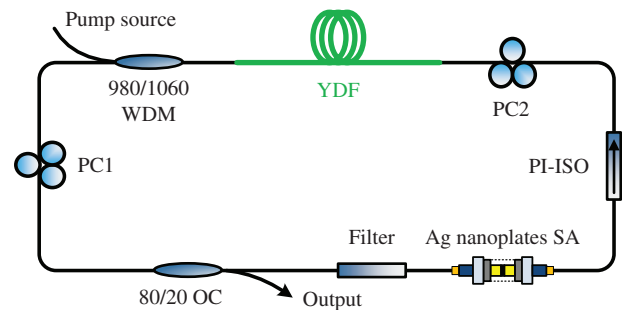 Pump source
980/1060
WDM
YDF
PC2
PC1
PI-ISO
Filter
Ag nanoplates SA
80/20 OC
Output